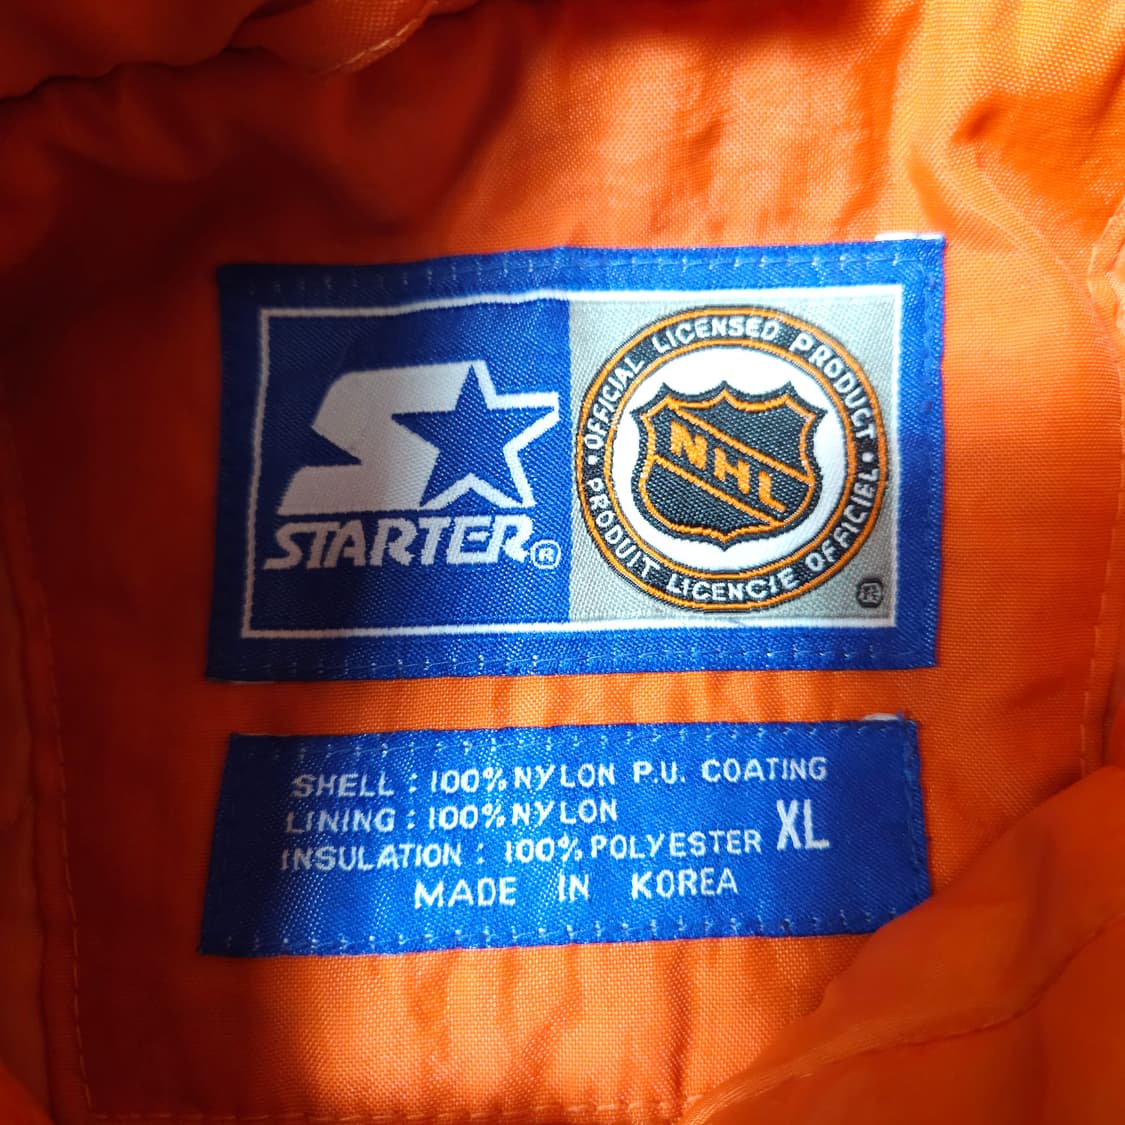 STARTER®
OFFICIAL LICENSED PRODUCT •
PRODUIT LICENCIE OFFICIEL •
NHL
®
SHELL : 100% NYLON P.U. COATING
LINING : 100% NYLON
INSULATION : 100% POLYESTER XL
MADE IN KOREA